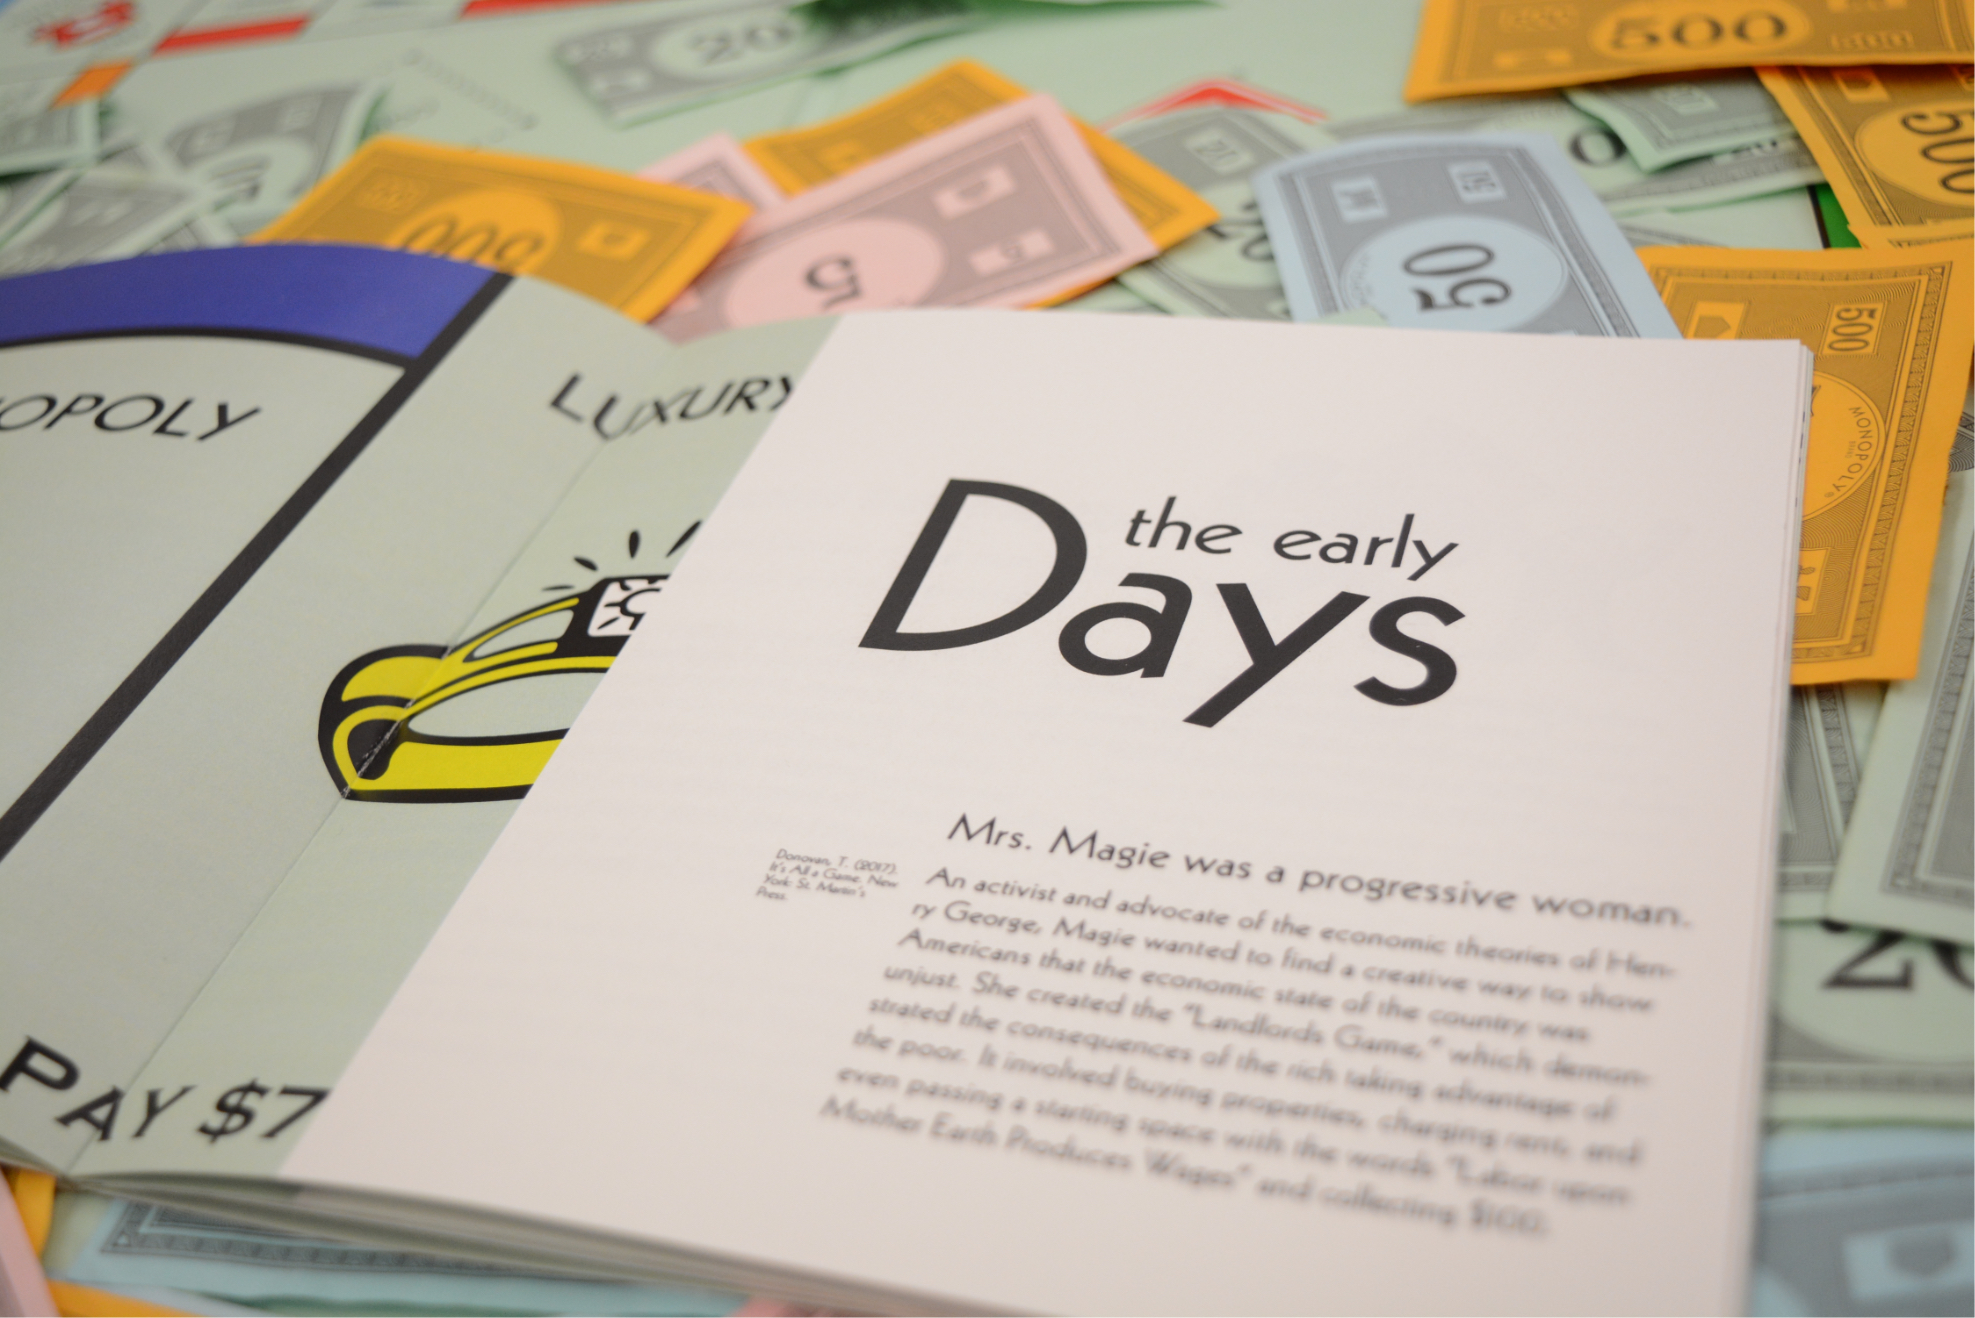 20
500
500
500
5
20
50
50
500
MONOPOLY
OPOLY
LUXURY
PAY $7
the early
Days
Mrs. Magie was a progressive woman.
Donovan, T. (2017).
It's All a Game. New
York: St. Martin's
Press.
An activist and advocate of the economic theories of Hen-
ry George, Magie wanted to find a creative way to show
Americans that the economic state of the country was
unjust. She created the "Landlords Game," which demon-
strated the consequences of the rich taking advantage of
the poor. It involved buying properties, charging rent, and
even passing a starting space with the words "Labor upon
Mother Earth Produces Wages" and collecting $100.
20